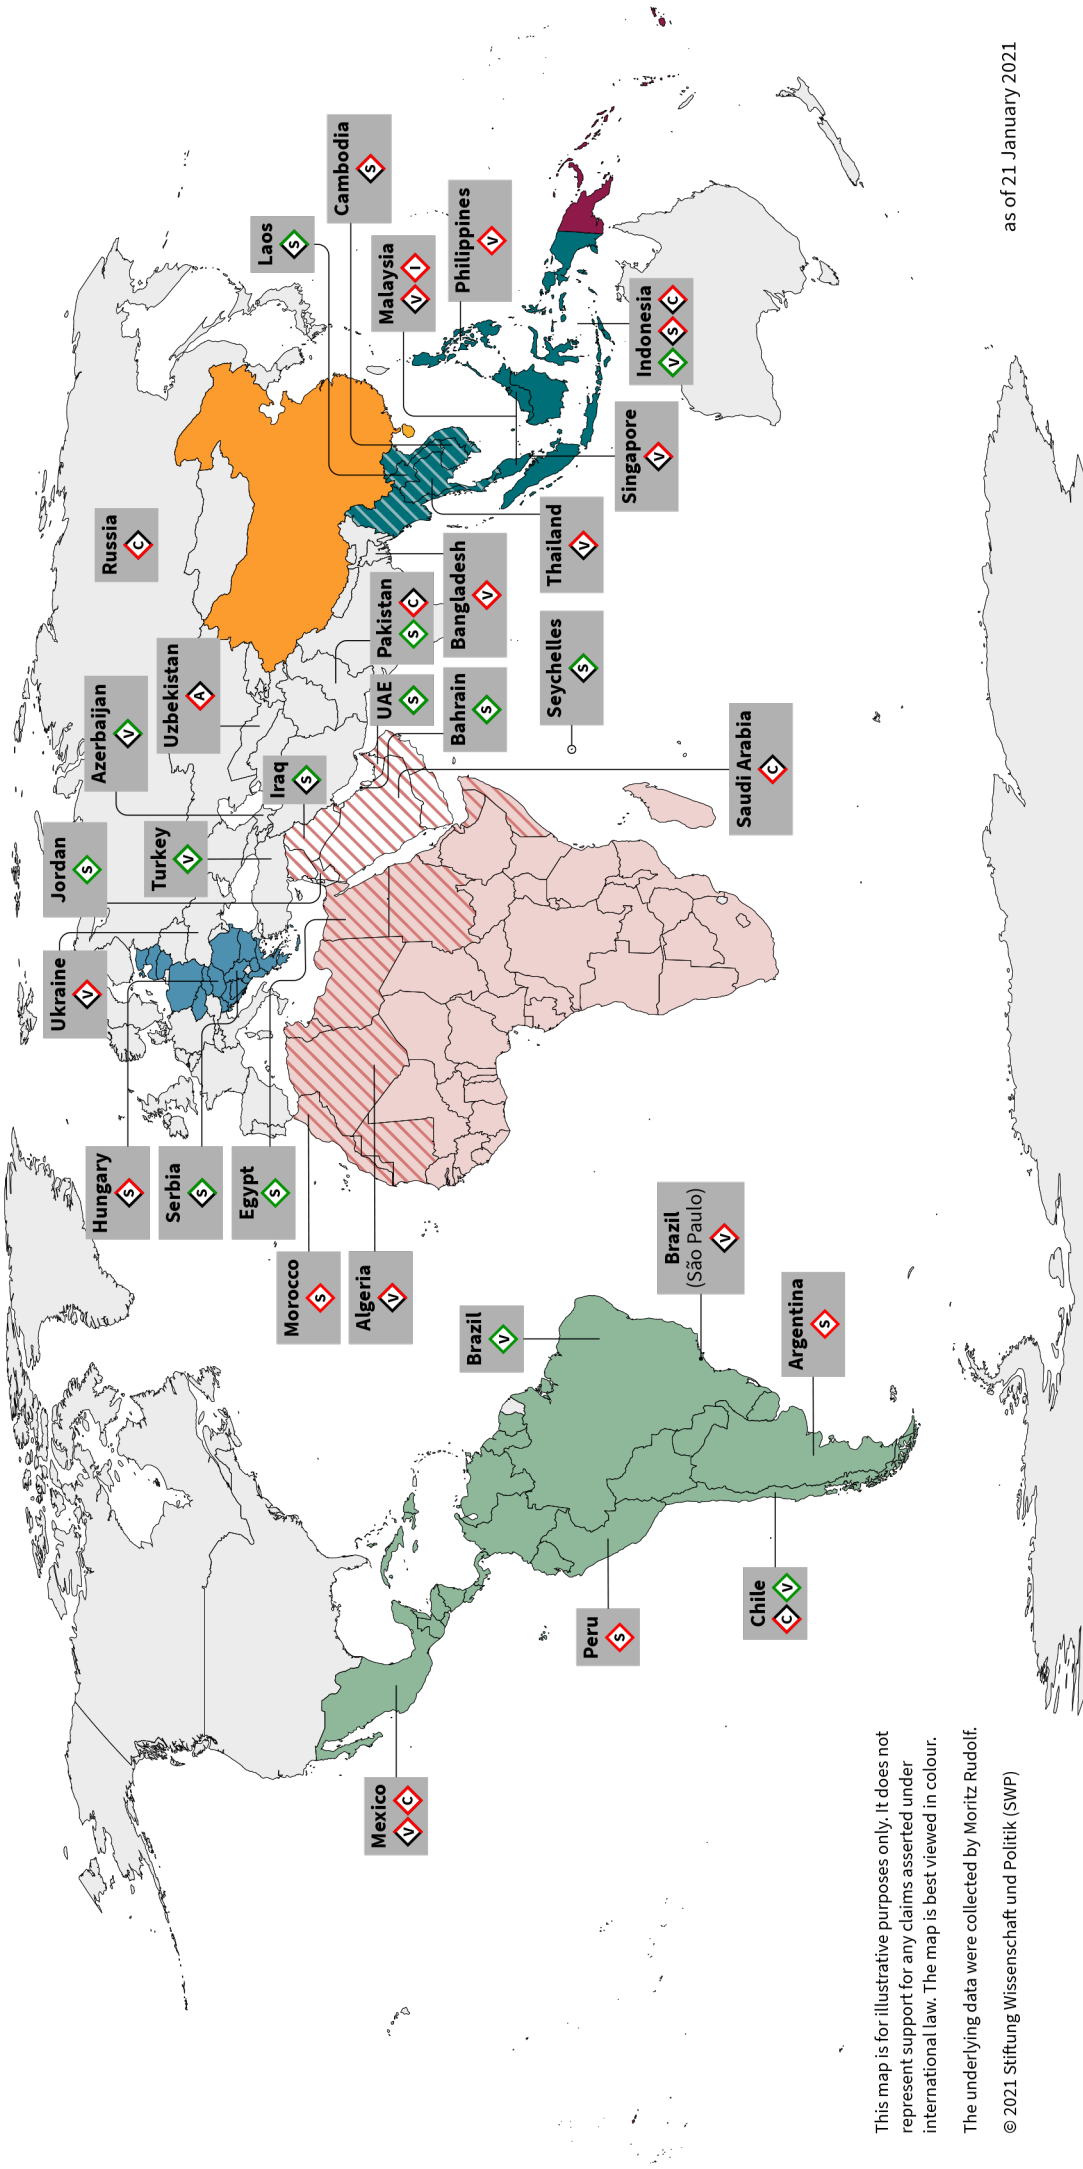 Ukraine
V
Jordan
S
Hungary
S
Azerbaijan
V
Russia
C
Serbia
S
Turkey
V
Uzbekistan
A
Egypt
S
Iraq
S
Laos
S
Morocco
S
Cambodia
S
Algeria
V
Mexico
V C
UAE
S
Pakistan
S C
Malaysia
V I
Bahrain
S
Bangladesh
V
Philippines
V
Brazil
V
Seychelles
S
Thailand
V
Peru
S
Singapore
V
Indonesia
V S C
Brazil
(São Paulo)
V
Saudi Arabia
C
Chile
C V
Argentina
S
This map is for illustrative purposes only. It does not
represent support for any claims asserted under
international law. The map is best viewed in colour.
The underlying data were collected by Moritz Rudolf.
© 2021 Stiftung Wissenschaft und Politik (SWP)
as of 21 January 2021